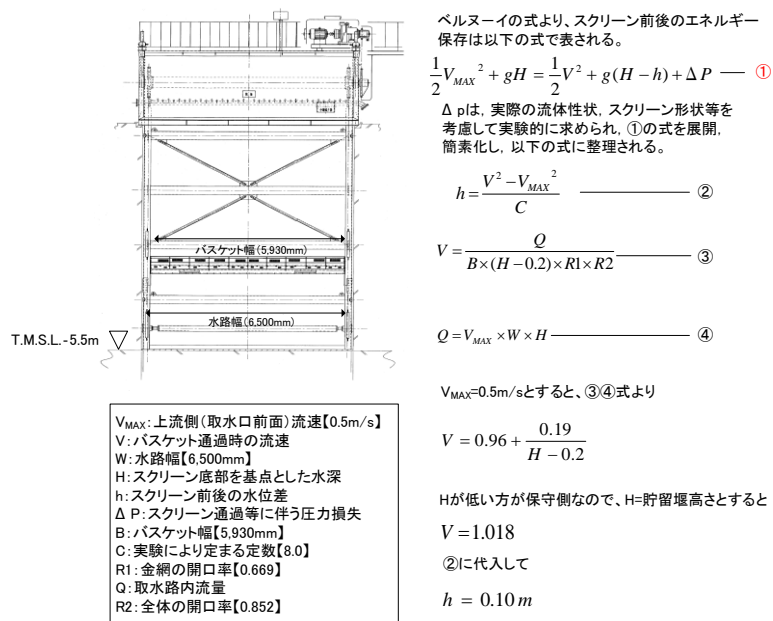 バスケット幅(5,930mm)
水路幅(6,500mm)
T.M.S.L.-5.5m
V_MAX:上流側(取水口前面)流速【0.5m/s】
V:バスケット通過時の流速
W:水路幅【6,500mm】
H:スクリーン底部を基点とした水深
h:スクリーン前後の水位差
Δ P:スクリーン通過等に伴う圧力損失
B:バスケット幅【5,930mm】
C:実験により定まる定数【8.0】
R1:金網の開口率【0.669】
Q:取水路内流量
R2:全体の開口率【0.852】
ベルヌーイの式より、スクリーン前後のエネルギー
保存は以下の式で表される。
\frac{1}{2}V_{MAX}^2+gH=\frac{1}{2}V^2+g(H-h)+ΔP ― ①
Δ pは, 実際の流体性状, スクリーン形状等を
考慮して実験的に求められ, ①の式を展開,
簡素化し, 以下の式に整理される。
h=\frac{V^2-V_{MAX}^2}{C} ― ②
V=\frac{Q}{B×(H-0.2)×R1×R2} ― ③
Q=V_{MAX}×W×H ― ④
V_MAX=0.5m/sとすると、③④式より
V=0.96+\frac{0.19}{H-0.2}
Hが低い方が保守側なので、H=貯留堰高さとすると
V=1.018
②に代入して
h = 0.10 m